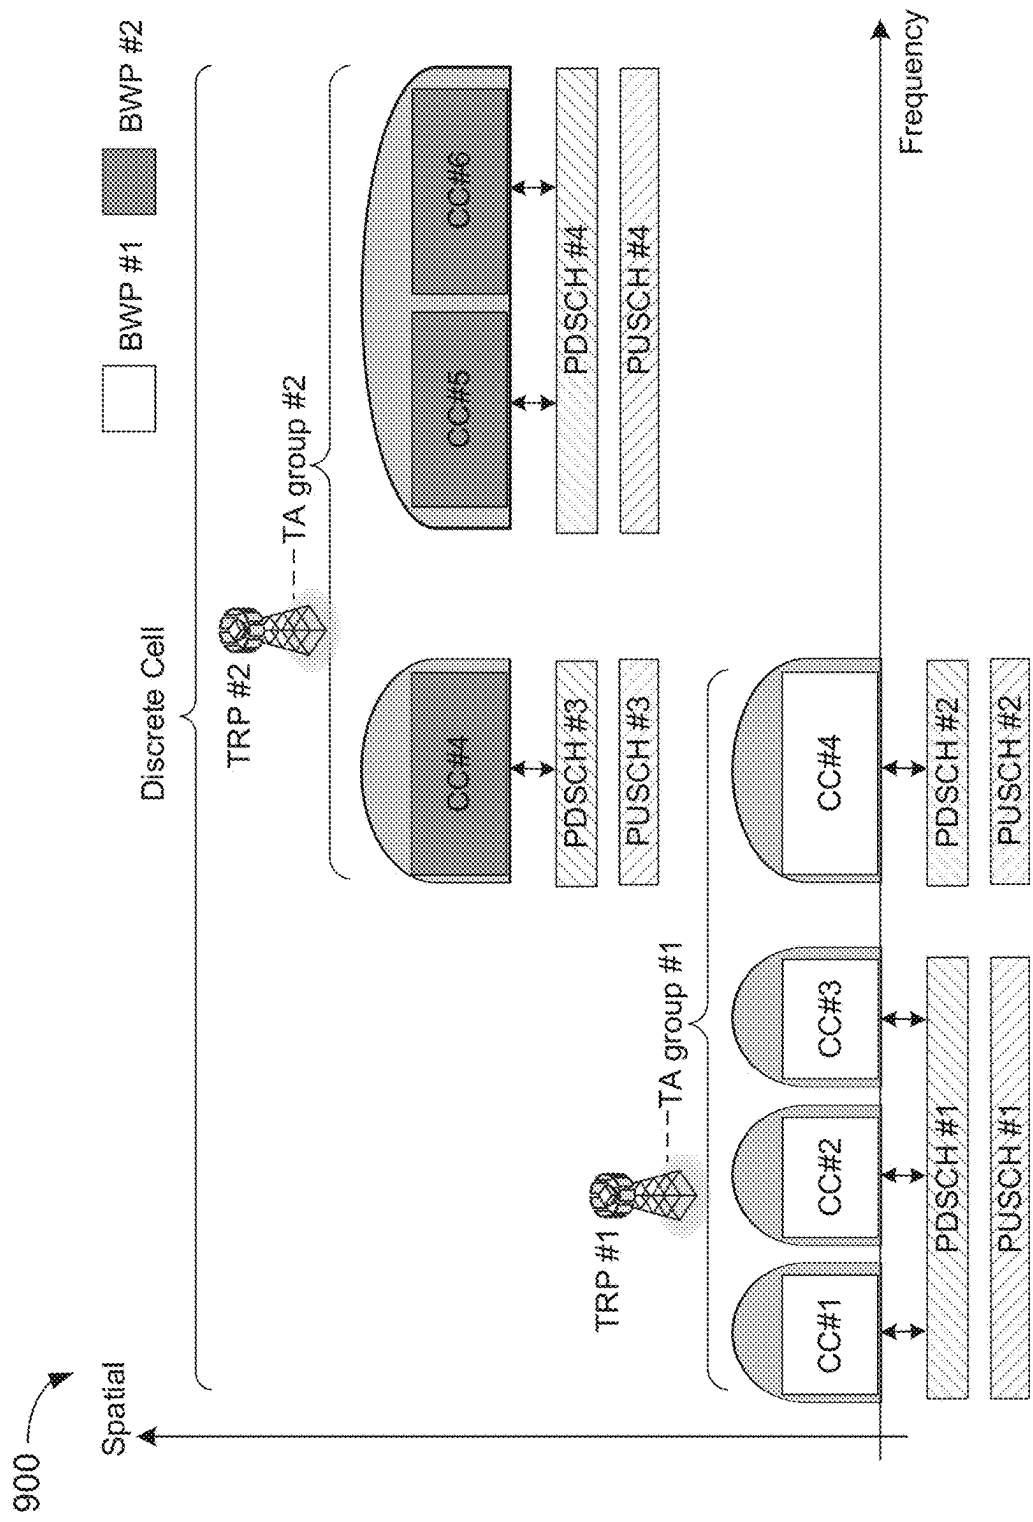 900
Spatial
Discrete Cell
BWP #1
BWP #2
TRP #2
TA group #2
CC#4
CC#5
CC#6
PDSCH #3
PDSCH #4
PUSCH #3
PUSCH #4
TRP #1
TA group #1
CC#1
CC#2
CC#3
CC#4
Frequency
PDSCH #1
PDSCH #2
PUSCH #1
PUSCH #2